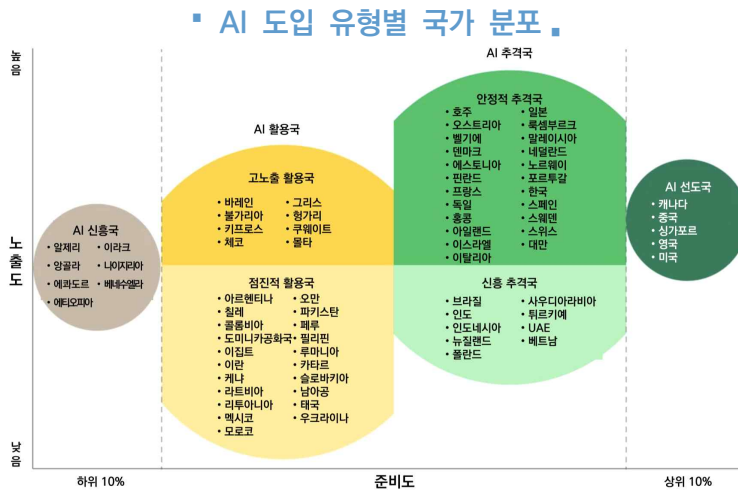 AI 도입 유형별 국가 분포
높음
노출도
낮음
AI 신흥국
• 알제리
• 앙골라
• 에콰도르
• 에티오피아
• 이라크
• 나이지리아
• 베네수엘라
AI 활용국
고노출 활용국
• 바레인
• 불가리아
• 키프로스
• 체코
• 그리스
• 헝가리
• 쿠웨이트
• 몰타
점진적 활용국
• 아르헨티나
• 칠레
• 콜롬비아
• 도미니카공화국
• 이집트
• 이란
• 케냐
• 라트비아
• 리투아니아
• 멕시코
• 모로코
• 오만
• 파키스탄
• 페루
• 필리핀
• 루마니아
• 카타르
• 슬로바키아
• 남아공
• 태국
• 우크라이나
AI 추격국
안정적 추격국
• 호주
• 오스트리아
• 벨기에
• 덴마크
• 에스토니아
• 핀란드
• 프랑스
• 독일
• 홍콩
• 아일랜드
• 이스라엘
• 이탈리아
• 일본
• 룩셈부르크
• 말레이시아
• 네덜란드
• 노르웨이
• 포르투갈
• 한국
• 스페인
• 스웨덴
• 스위스
• 대만
신흥 추격국
• 브라질
• 인도
• 인도네시아
• 뉴질랜드
• 폴란드
• 사우디아라비아
• 튀르키예
• UAE
• 베트남
AI 선도국
• 캐나다
• 중국
• 싱가포르
• 영국
• 미국
하위 10%
준비도
상위 10%